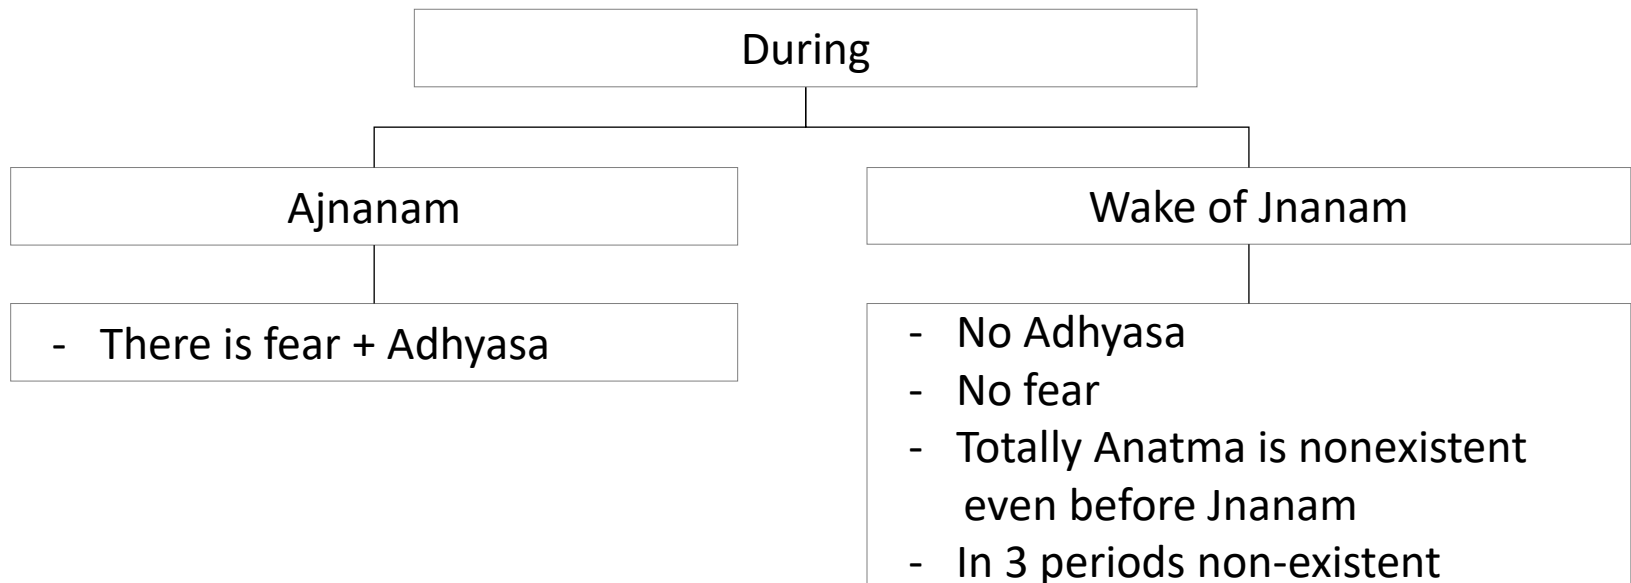 During
Ajnanam
Wake of Jnanam
- There is fear + Adhyasa
- No Adhyasa
- No fear
- Totally Anatma is nonexistent
even before Jnanam
- In 3 periods non-existent